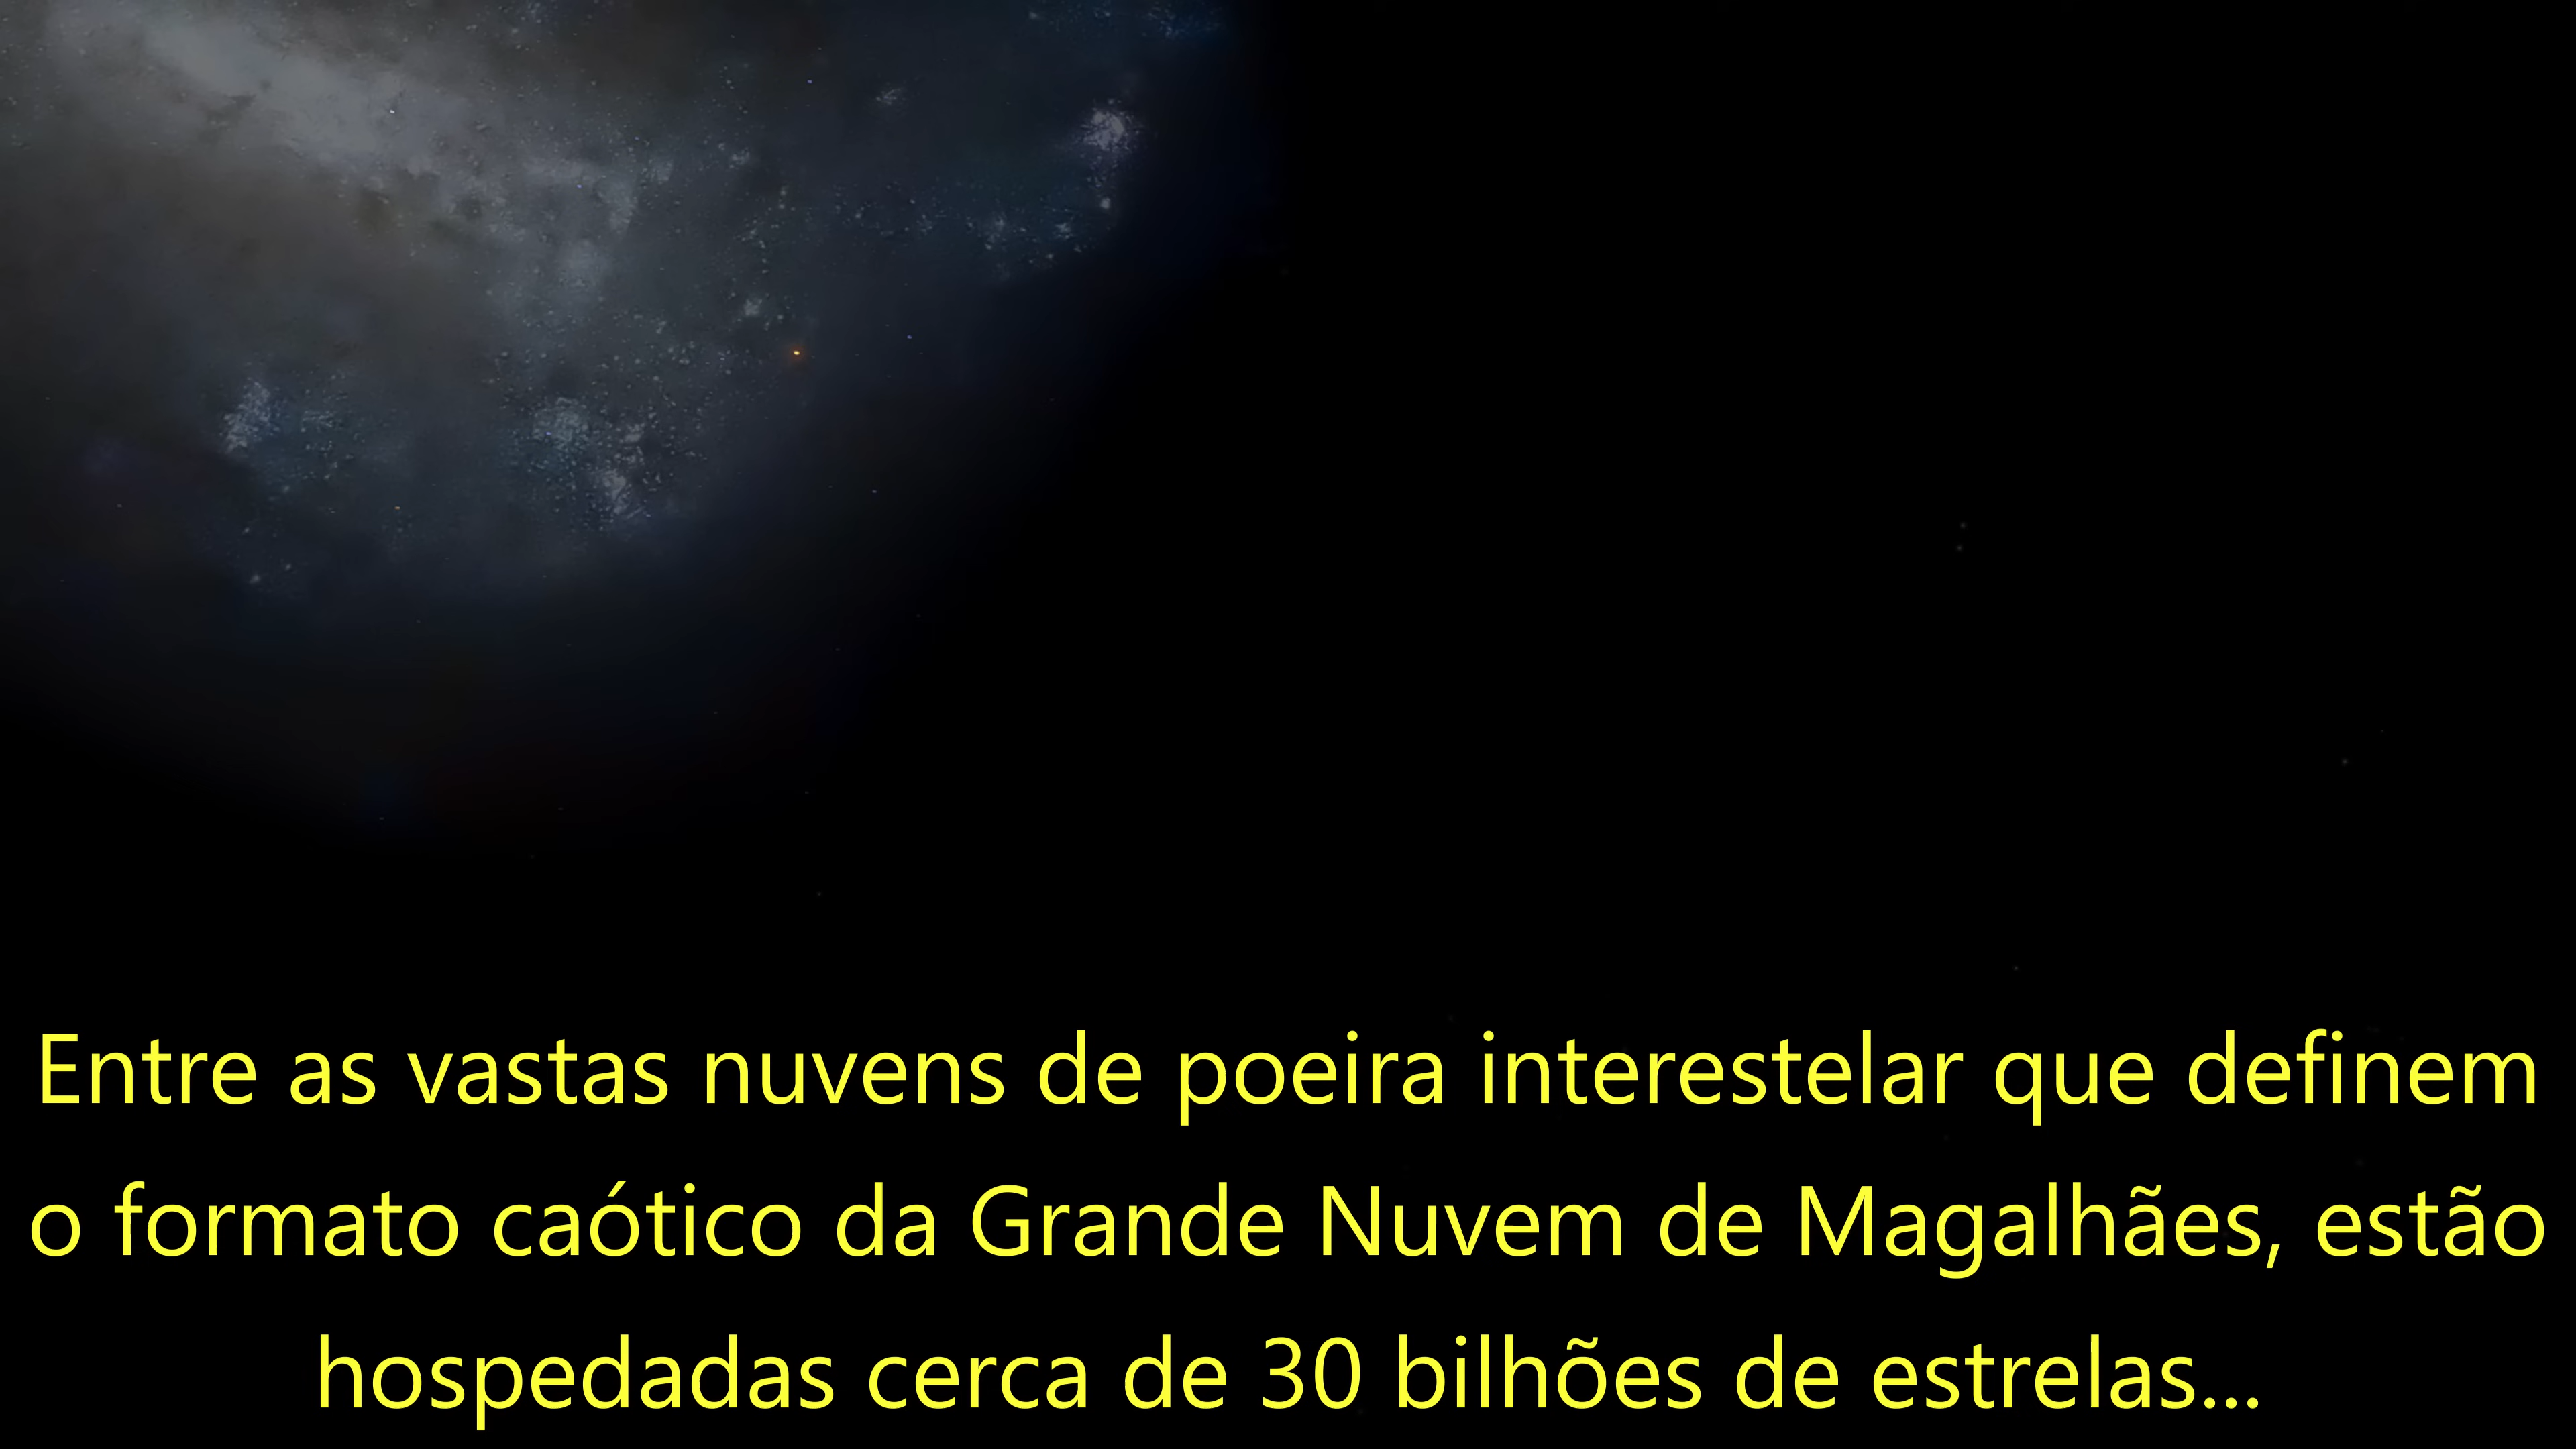 Entre as vastas nuvens de poeira interestelar que definem
o formato caótico da Grande Nuvem de Magalhães, estão
hospedadas cerca de 30 bilhões de estrelas...